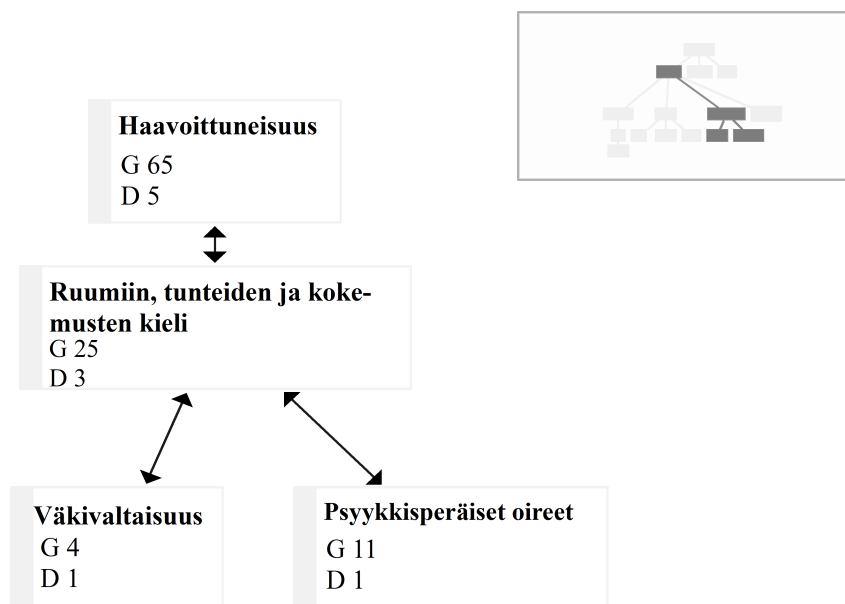 Haavoittuneisuus
G 65
D 5
Ruumiin, tunteiden ja koke-
musten kieli
G 25
D 3
Väkivaltaisuus
G 4
D 1
Psyykkisperäiset oireet
G 11
D 1